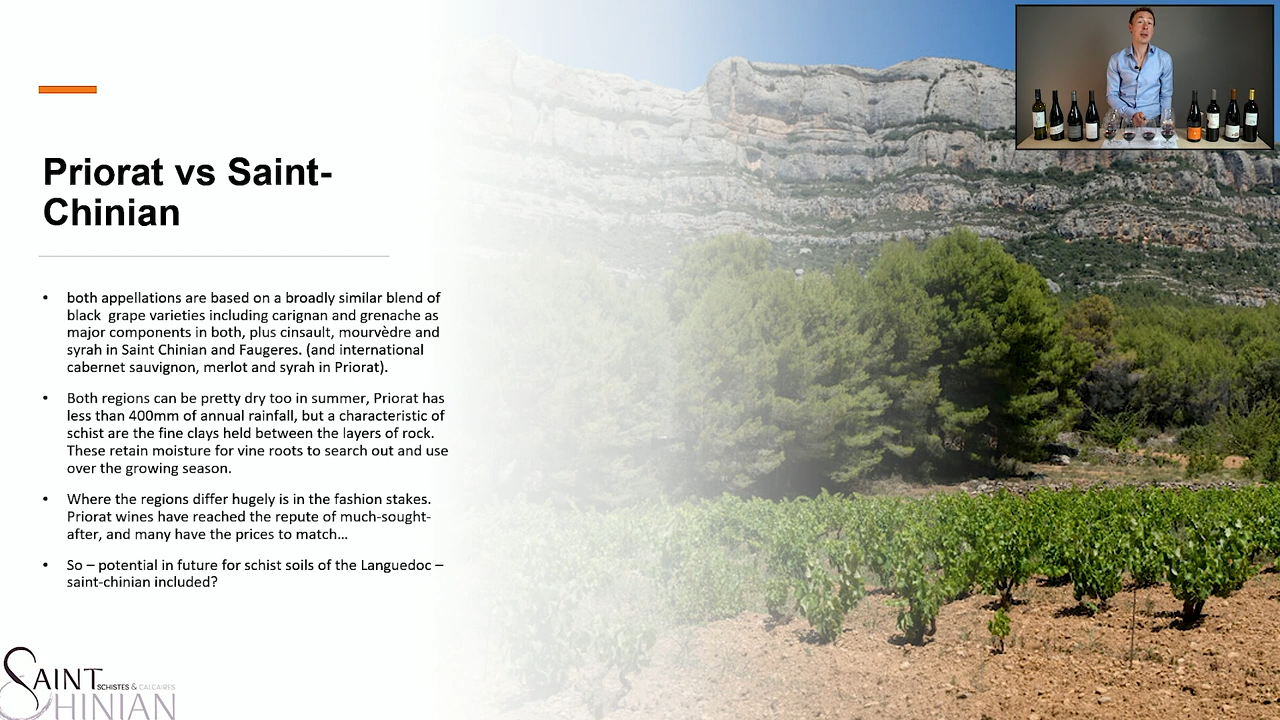 Priorat vs Saint-
Chinian
• both appellations are based on a broadly similar blend of
black grape varieties including carignan and grenache as
major components in both, plus cinsault, mourvèdre and
syrah in Saint Chinian and Faugeres. (and international
cabernet sauvignon, merlot and syrah in Priorat).
• Both regions can be pretty dry too in summer, Priorat has
less than 400mm of annual rainfall, but a characteristic of
schist are the fine clays held between the layers of rock.
These retain moisture for vine roots to search out and use
over the growing season.
• Where the regions differ hugely is in the fashion stakes.
Priorat wines have reached the repute of much-sought-
after, and many have the prices to match…
• So – potential in future for schist soils of the Languedoc –
saint-chinian included?
SAINT SCHISTES & CALCAIRES
CHINIAN